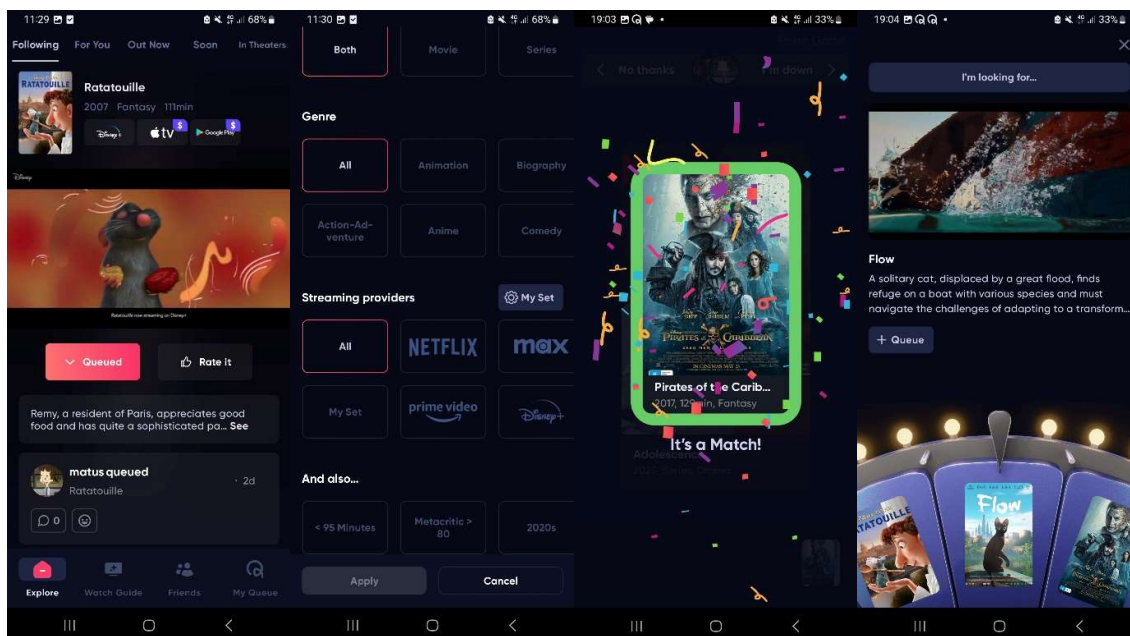 11:29
68%
Following For You Out Now Soon In Theaters
RATATOUILLE
Ratatouille
2007 Fantasy 111min
Disney+
tv
$
Google Play
$
Disney
Ratatouille now streaming on Disney+
Queued
Rate it
Remy, a resident of Paris, appreciates good
food and has quite a sophisticated pa... See
matus queued
Ratatouille
· 2d
0
Explore Watch Guide Friends My Queue
11:30
68%
Both Movie Series
Genre
All Animation Biography
Action-Ad-
venture
Anime Comedy
Streaming providers
My Set
All NETFLIX max
My Set prime video Disney+
And also...
< 95 Minutes
Metacritic >
80
2020s
Apply Cancel
19:03
33%
No thanks
I'm down
PIRATES of the CARIBBEAN
Pirates of the Carib...
2017, 129min, Fantasy
It's a Match!
19:04
33%
I'm looking for...
Flow
A solitary cat, displaced by a great flood, finds
refuge on a boat with various species and must
navigate the challenges of adapting to a transform...
+ Queue
RATATOUILLE
Flow